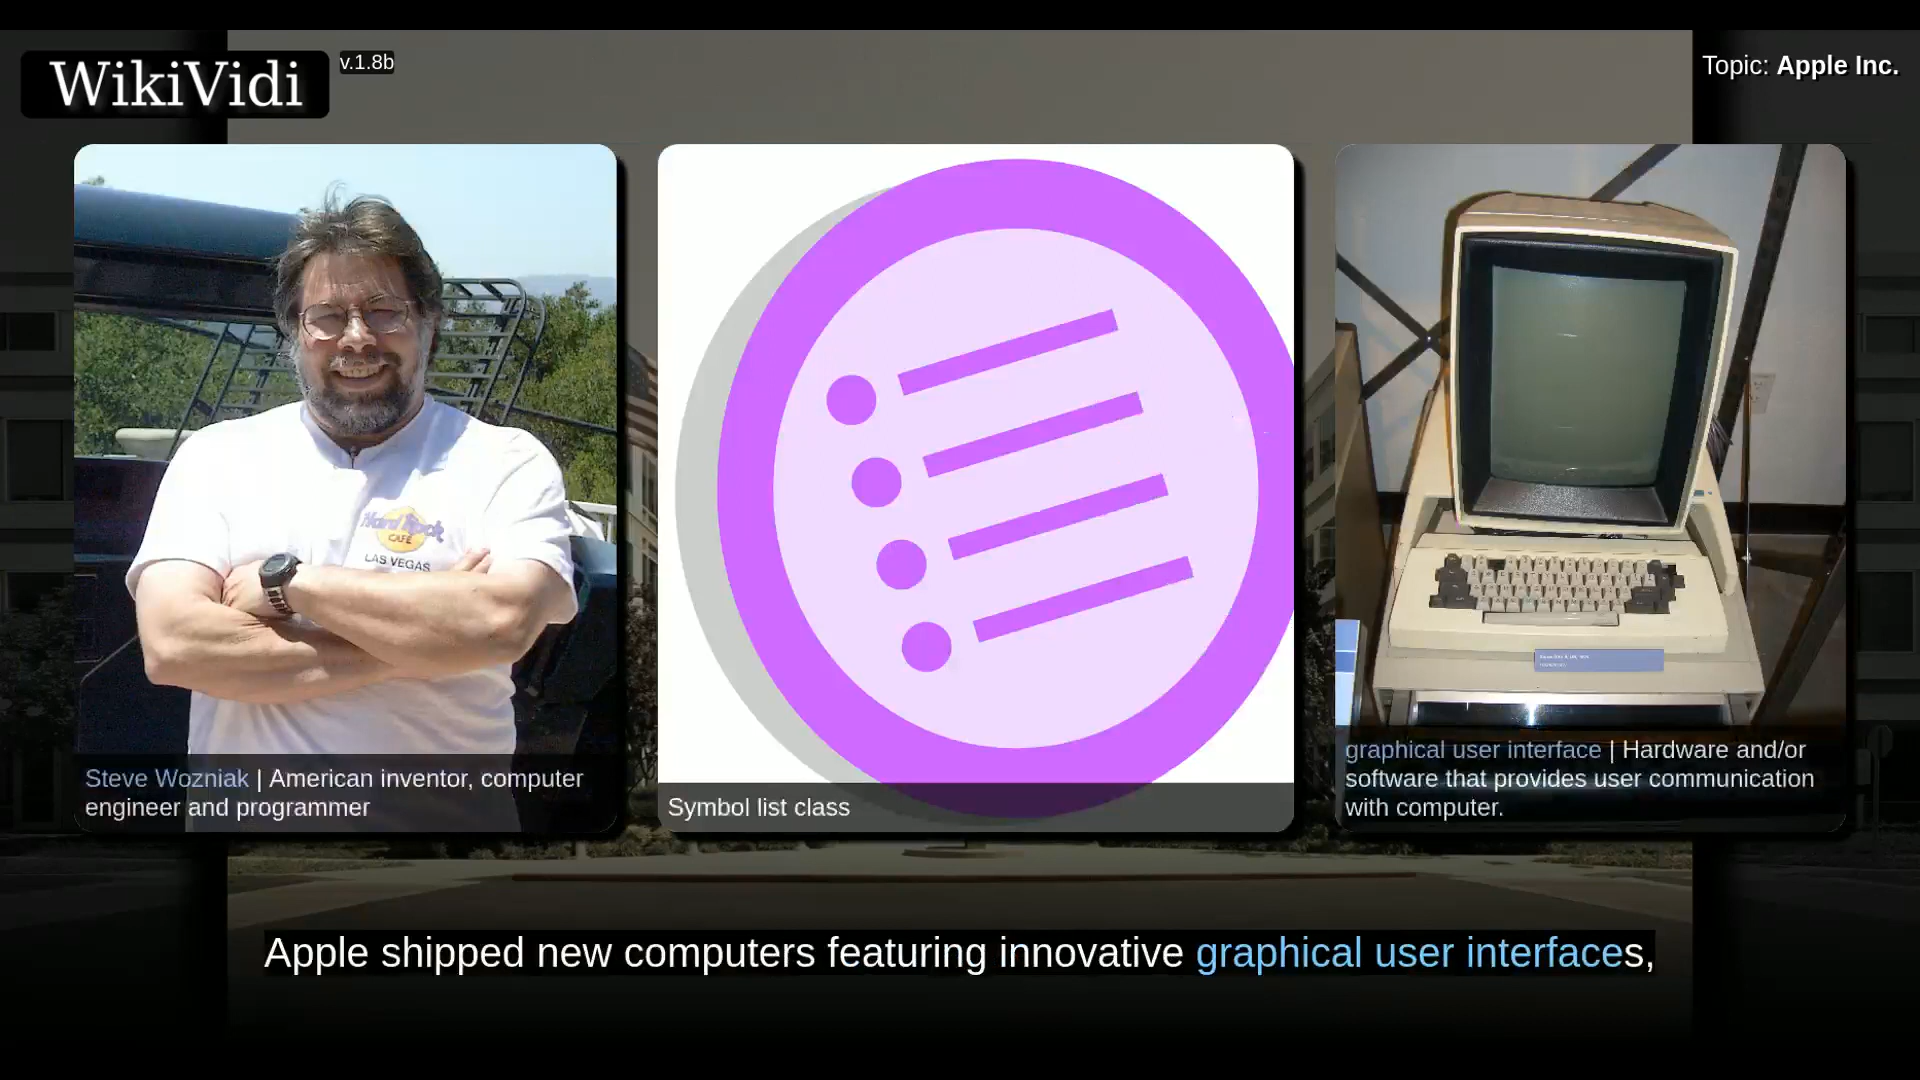 WikiVidi
v.1.8b
Topic: Apple Inc.
Hard Rock
CAFE
LAS VEGAS
Steve Wozniak | American inventor, computer
engineer and programmer
Symbol list class
graphical user interface | Hardware and/or
software that provides user communication
with computer.
Apple shipped new computers featuring innovative graphical user interfaces,